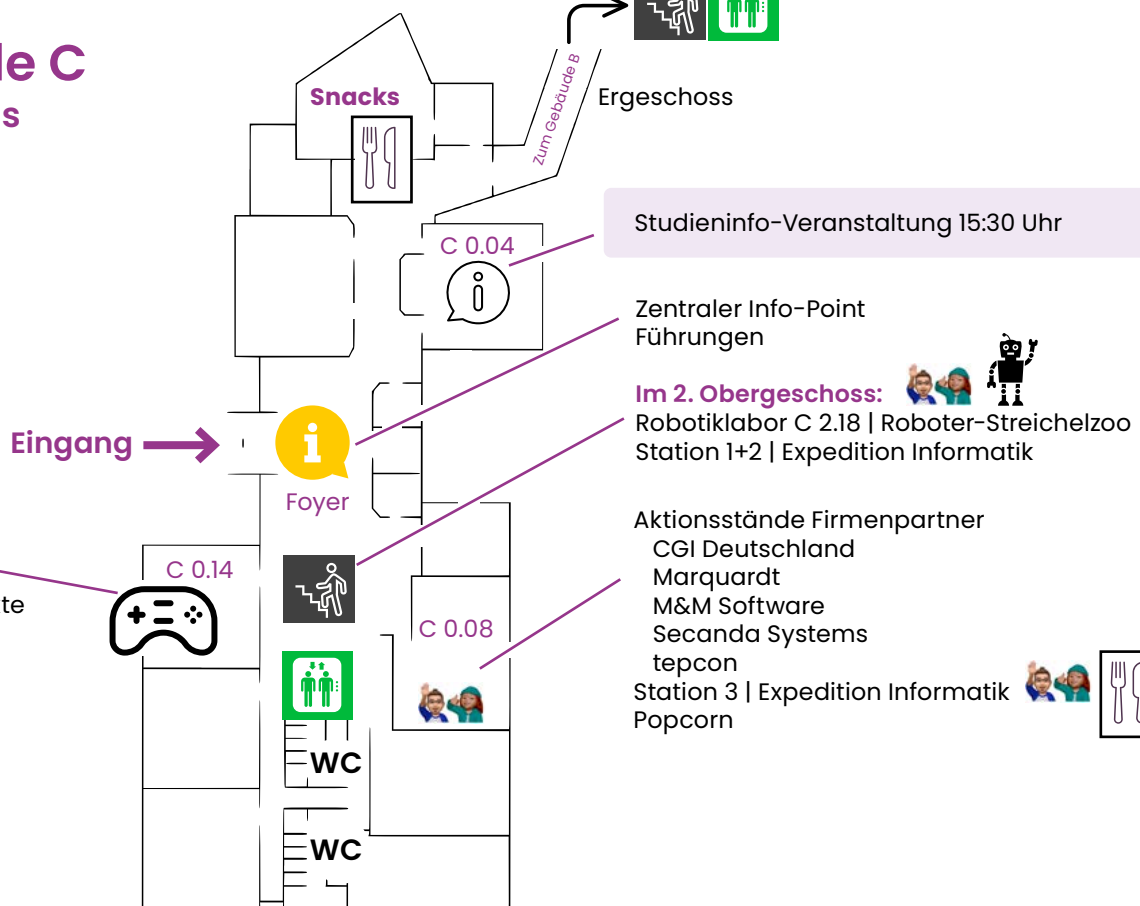 le C
s
Snacks
Zum Gebäude B
Ergeschoss
C 0.04
Studieninfo-Veranstaltung 15:30 Uhr
Zentraler Info-Point
Führungen
Im 2. Obergeschoss:
Robotiklabor C 2.18 | Roboter-Streichelzoo
Station 1+2 | Expedition Informatik
Eingang
Foyer
C 0.14
te
C 0.08
Aktionsstände Firmenpartner
CGI Deutschland
Marquardt
M&M Software
Secanda Systems
tepcon
Station 3 | Expedition Informatik
Popcorn
WC
WC